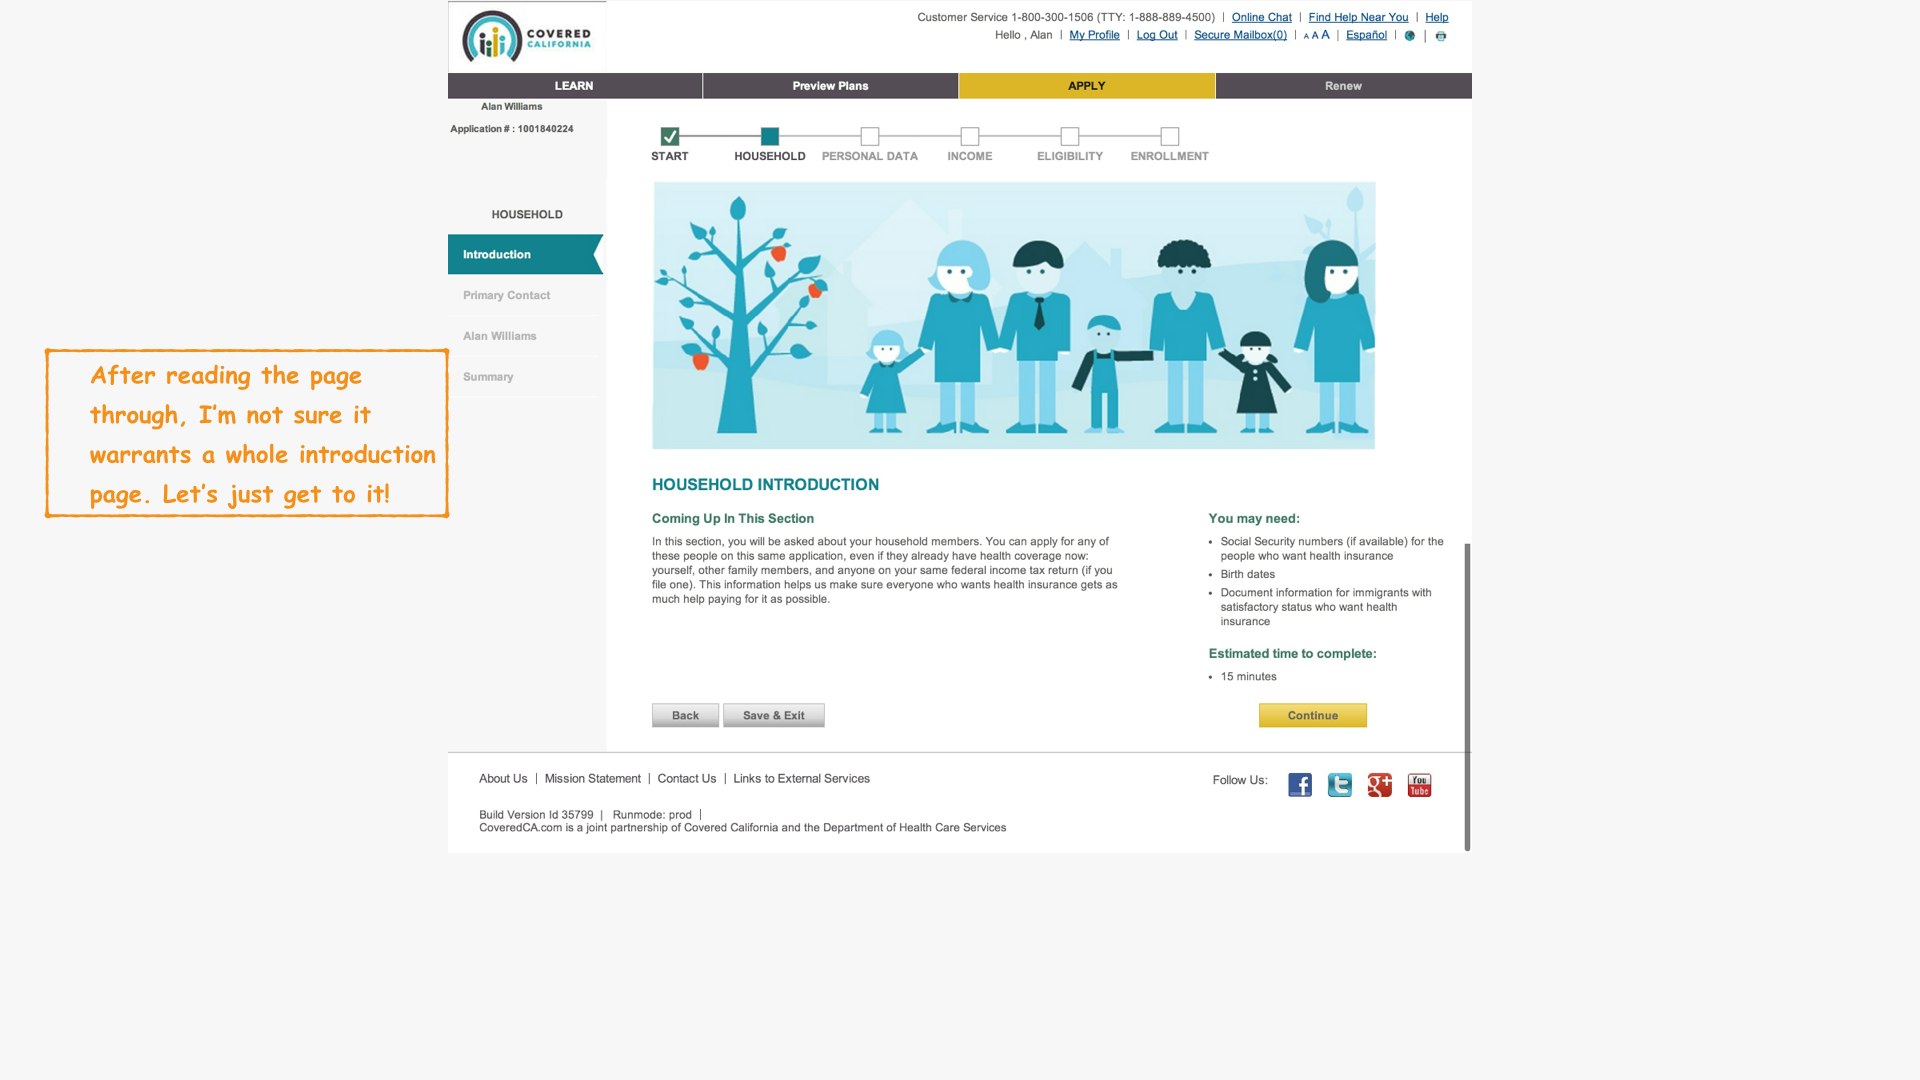 COVERED
CALIFORNIA
Customer Service 1-800-300-1506 (TTY: 1-888-889-4500) | Online Chat | Find Help Near You | Help
Hello , Alan | My Profile | Log Out | Secure Mailbox(0) | A A A | Español | |
LEARN Preview Plans APPLY Renew
Alan Williams
Application # : 1001840224
START HOUSEHOLD PERSONAL DATA INCOME ELIGIBILITY ENROLLMENT
HOUSEHOLD
Introduction
Primary Contact
Alan Williams
Summary
After reading the page
through, I'm not sure it
warrants a whole introduction
page. Let's just get to it!
HOUSEHOLD INTRODUCTION
Coming Up In This Section
In this section, you will be asked about your household members. You can apply for any of
these people on this same application, even if they already have health coverage now:
yourself, other family members, and anyone on your same federal income tax return (if you
file one). This information helps us make sure everyone who wants health insurance gets as
much help paying for it as possible.
You may need:
• Social Security numbers (if available) for the
people who want health insurance
• Birth dates
• Document information for immigrants with
satisfactory status who want health
insurance
Estimated time to complete:
• 15 minutes
Back Save & Exit Continue
About Us | Mission Statement | Contact Us | Links to External Services
Follow Us: f t g+ You Tube
Build Version Id 35799 | Runmode: prod |
CoveredCA.com is a joint partnership of Covered California and the Department of Health Care Services